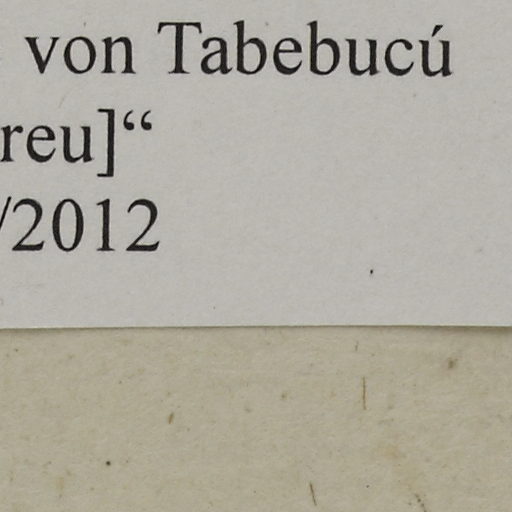 von Tabebucú
reu]“
/2012